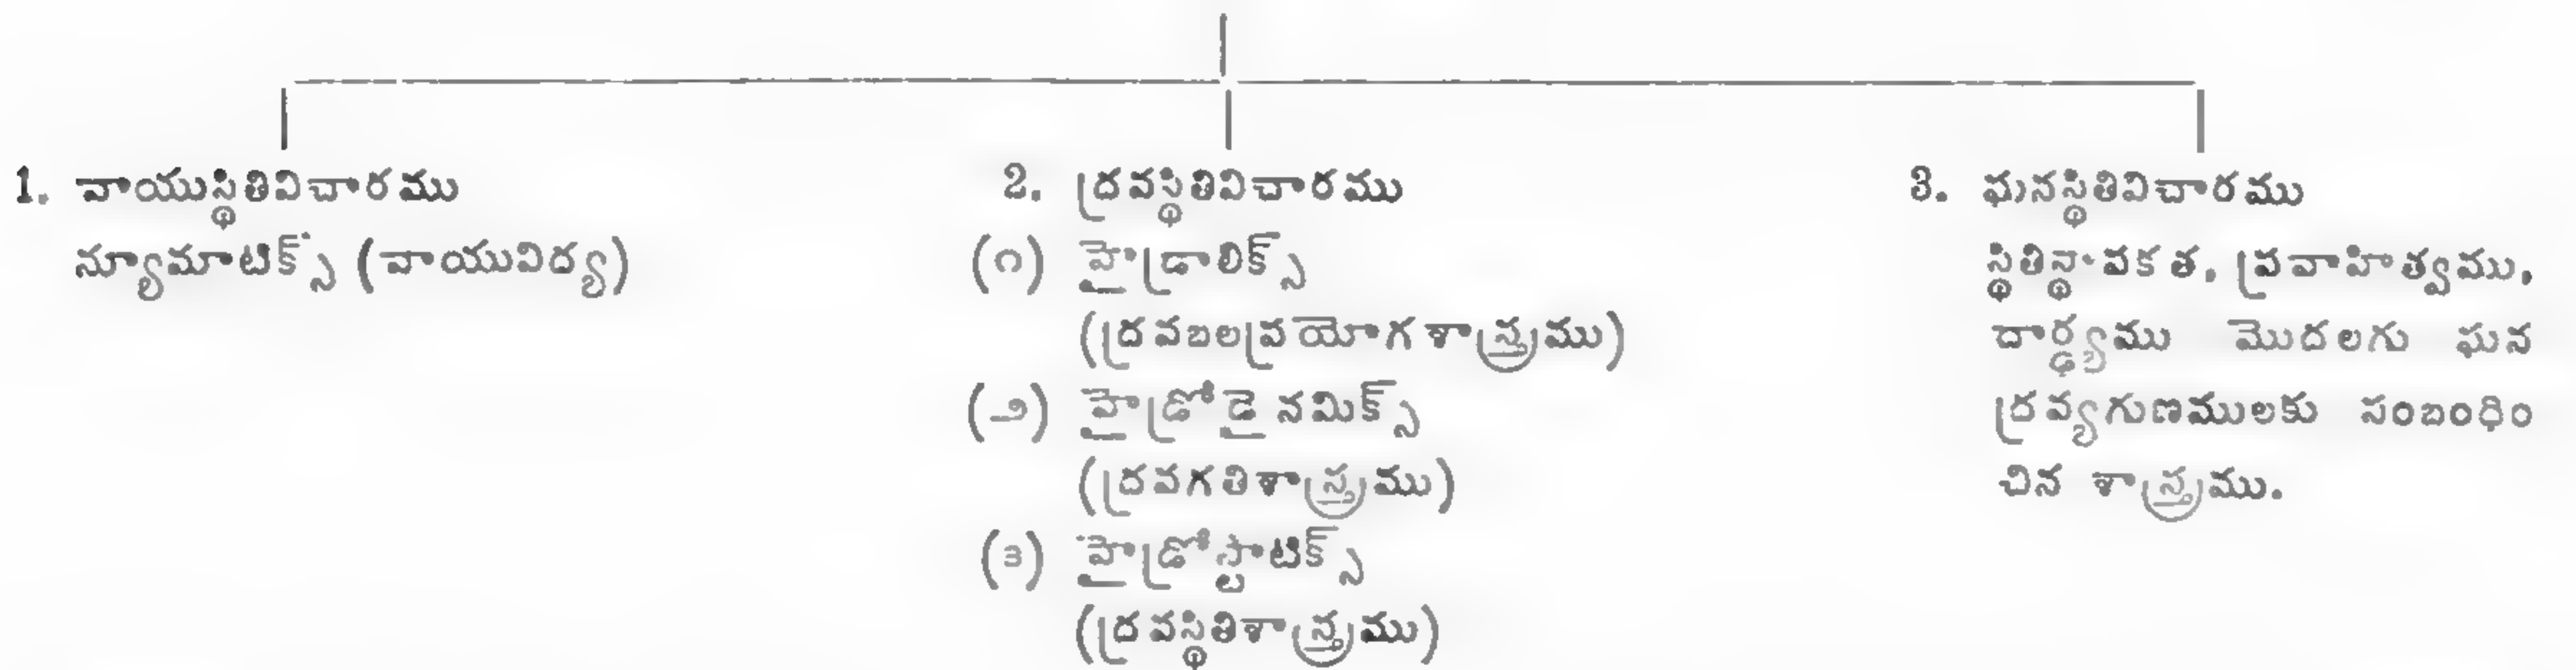 1. వాయుస్థితివిచారము
న్యూమాటిక్స్ (వాయువిద్య)
2. ద్రవస్థితివిచారము
(౧) హైడ్రాలిక్స్
(ద్రవబలప్రయోగశాస్త్రము)
(౨) హైడ్రోడైనమిక్స్
(ద్రవగతిశాస్త్రము)
(౩) హైడ్రోస్టాటిక్స్
(ద్రవస్థితిశాస్త్రము)
3. ఘనస్థితివిచారము
స్థితిస్థాపకత, ప్రవాహిత్వము,
దార్ఢ్యము మొదలగు ఘన
ద్రవ్యగుణములకు సంబంధిం
చిన శాస్త్రము.